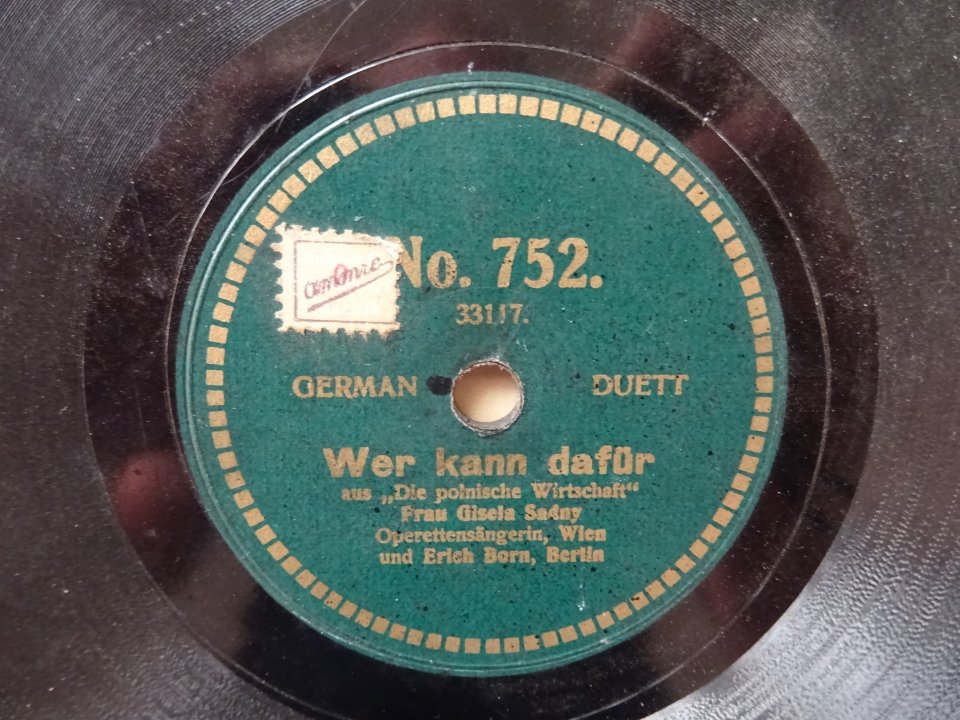 No. 752.
33117.
GERMAN DUETT
Wer kann dafür
aus „Die polnische Wirtschaft“
Frau Gisela Sadny
Operettensängerin, Wien
und Erich Born, Berlin